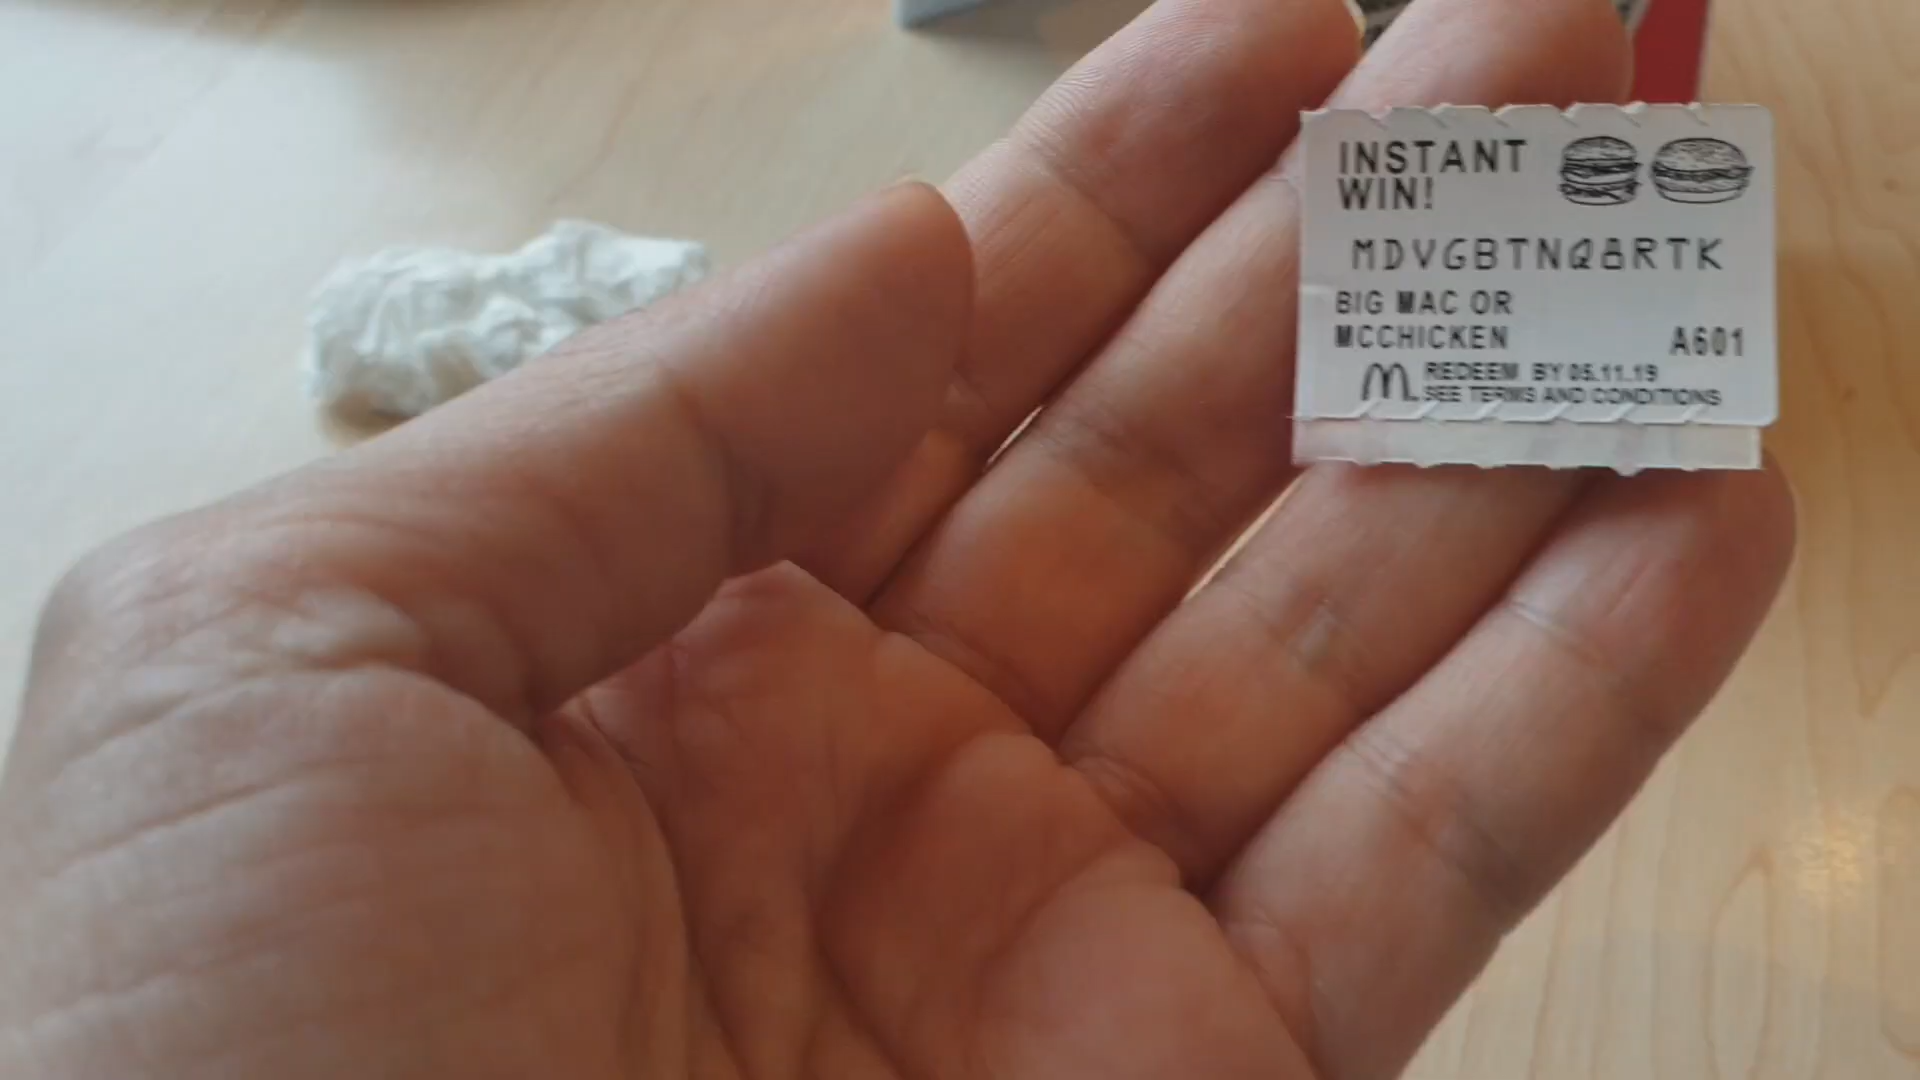 INSTANT
WIN!
MDVGBTNQ8RTK
BIG MAC OR
MCCHICKEN
A601
REDEEM BY 05.11.19
SEE TERMS AND CONDITIONS